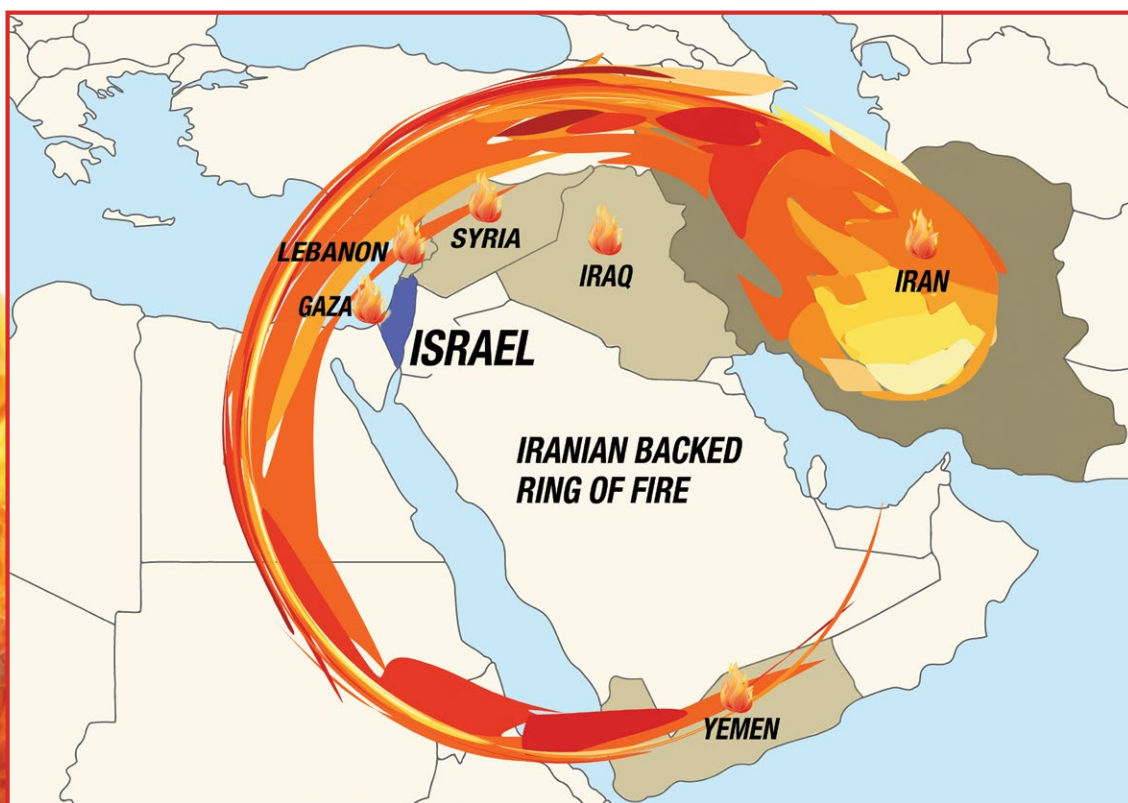 SYRIA
LEBANON
IRAQ
IRAN
GAZA
ISRAEL
IRANIAN BACKED
RING OF FIRE
YEMEN